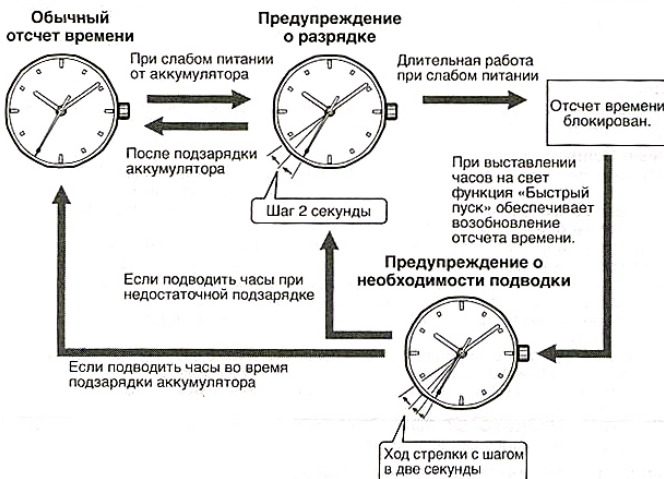 Обычный
отсчет времени
При слабом питании
от аккумулятора
После подзарядки
аккумулятора
Предупреждение
о разрядке
Шаг 2 секунды
Длительная работа
при слабом питании
Отсчет времени
блокирован.
При выставлении
часов на свет
функция «Быстрый
пуск» обеспечивает
возобновление
отсчета времени.
Предупреждение о
необходимости подводки
Если подводить часы при
недостаточной подзарядке
Если подводить часы во время
подзарядки аккумулятора
Ход стрелки с шагом
в две секунды